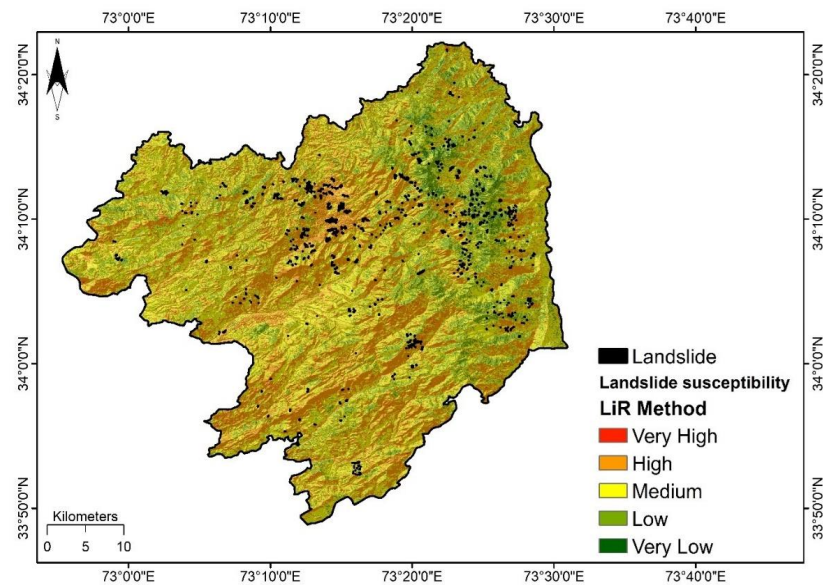 73°0'0"E 73°10'0"E 73°20'0"E 73°30'0"E 73°40'0"E
N
S
34°20'0"N 34°20'0"N
34°10'0"N 34°10'0"N
34°0'0"N 34°0'0"N
33°50'0"N 33°50'0"N
Landslide
Landslide susceptibility
LiR Method
Very High
High
Medium
Low
Very Low
Kilometers
0 5 10
73°0'0"E 73°10'0"E 73°20'0"E 73°30'0"E 73°40'0"E